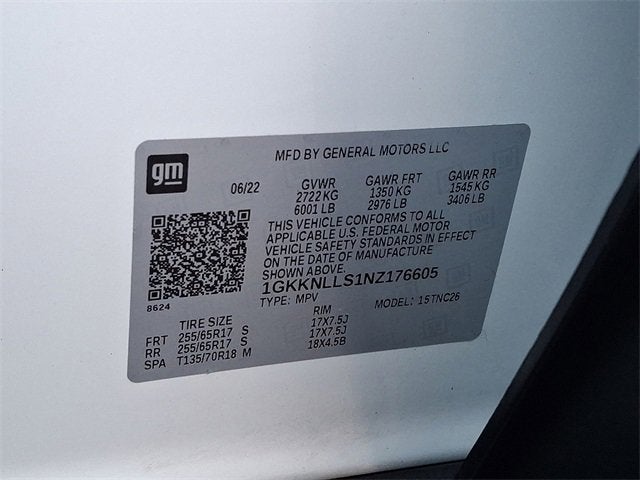 gm
MFD BY GENERAL MOTORS LLC
06/22 GVWR GAWR FRT GAWR RR
2722 KG 1350 KG 1545 KG
6001 LB 2976 LB 3406 LB
THIS VEHICLE CONFORMS TO ALL
APPLICABLE U.S. FEDERAL MOTOR
VEHICLE SAFETY STANDARDS IN EFFECT
ON THE DATE OF MANUFACTURE
SHOWN ABOVE.
1GKKNLLS1NZ176605
8624
TYPE: MPV MODEL: 1STNC26
TIRE SIZE RIM
FRT 255/65R17 S 17X7.5J
RR 255/65R17 S 17X7.5J
SPA T135/70R18 M 18X4.5B